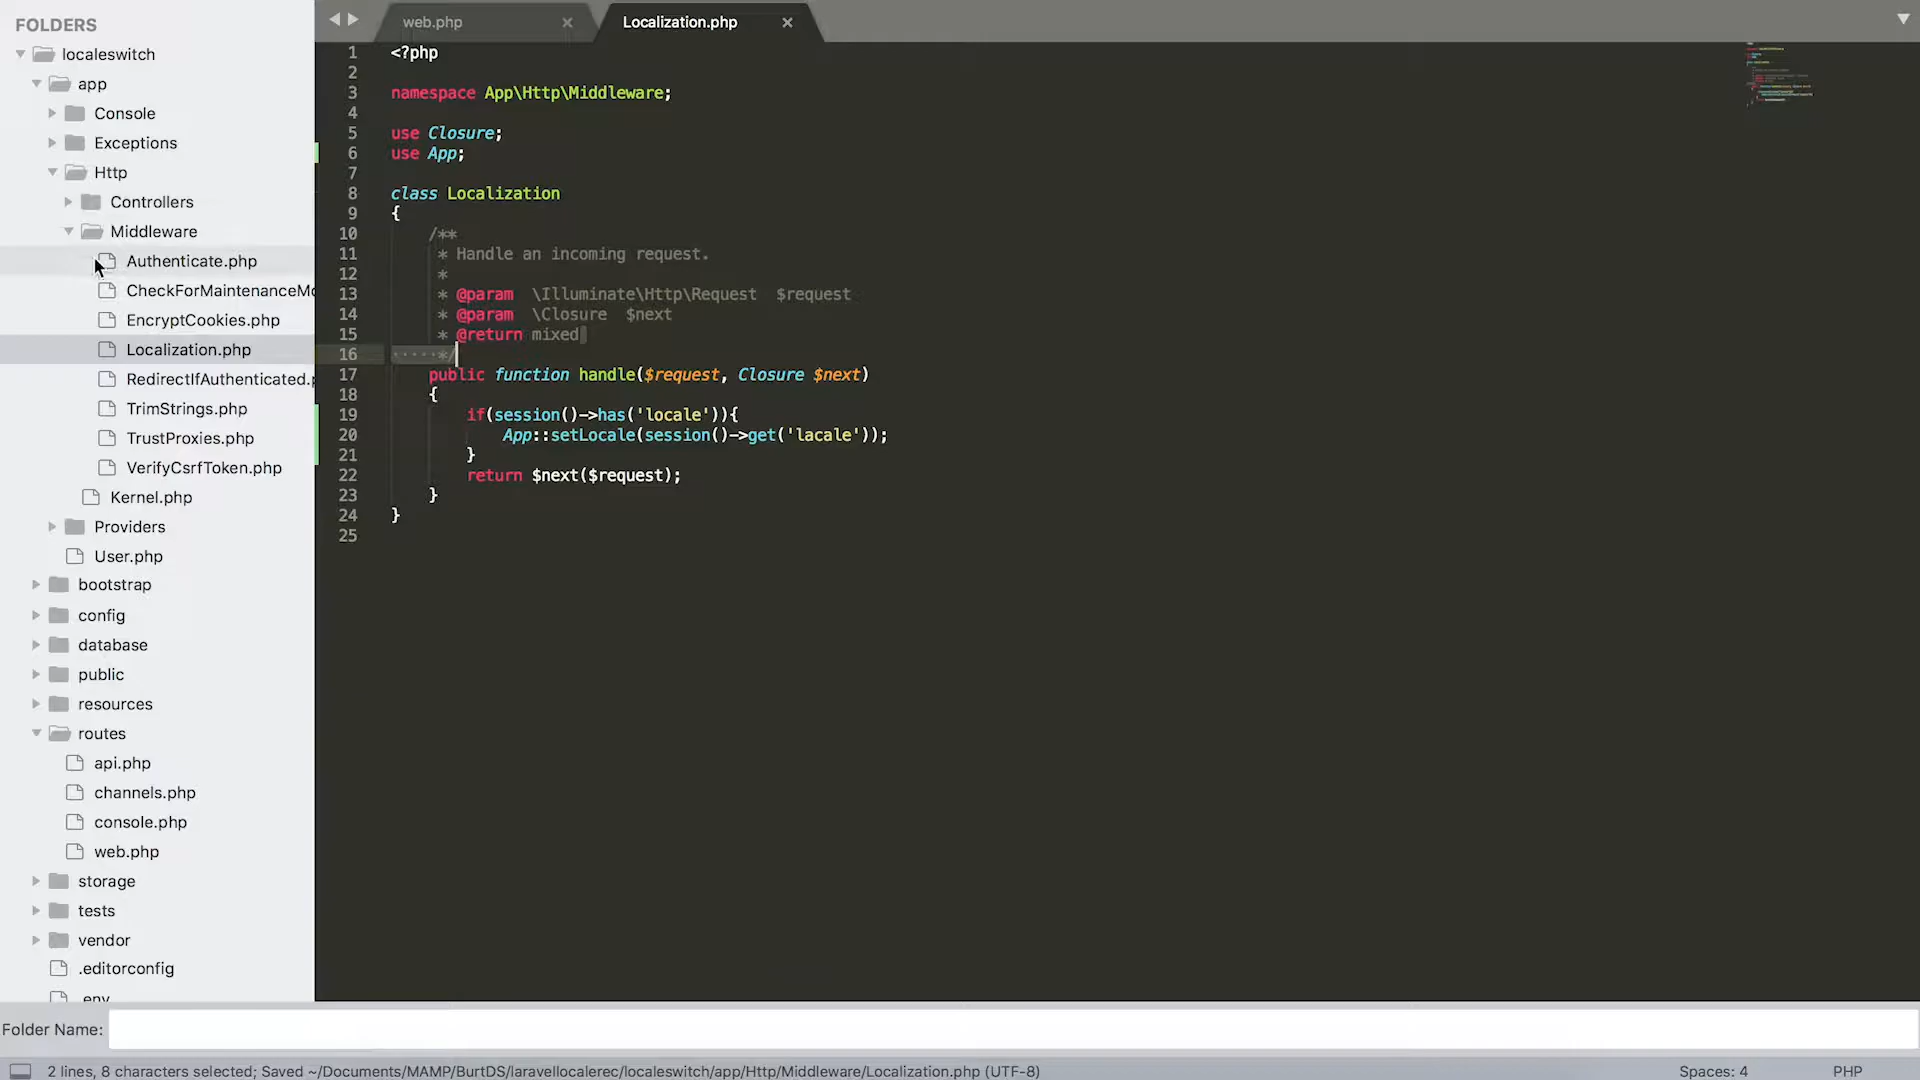 FOLDERS
localeswitch
app
Console
Exceptions
Http
Controllers
Middleware
Authenticate.php
CheckForMaintenanceMo
EncryptCookies.php
Localization.php
RedirectIfAuthenticated.p
TrimStrings.php
TrustProxies.php
VerifyCsrfToken.php
Kernel.php
Providers
User.php
bootstrap
config
database
public
resources
routes
api.php
channels.php
console.php
web.php
storage
tests
vendor
.editorconfig
.env
web.php
Localization.php
1 <?php
2
3 namespace App\Http\Middleware;
4
5 use Closure;
6 use App;
7
8 class Localization
9 {
10 /**
11 * Handle an incoming request.
12 *
13 * @param \Illuminate\Http\Request $request
14 * @param \Closure $next
15 * @return mixed
16 */
17 public function handle($request, Closure $next)
18 {
19 if(session()->has('locale')){
20 App::setLocale(session()->get('lacale'));
21 }
22 return $next($request);
23 }
24 }
25
Folder Name:
2 lines, 8 characters selected; Saved ~/Documents/MAMP/BurtDS/laravellocalerec/localeswitch/app/Http/Middleware/Localization.php (UTF-8)
Spaces: 4
PHP